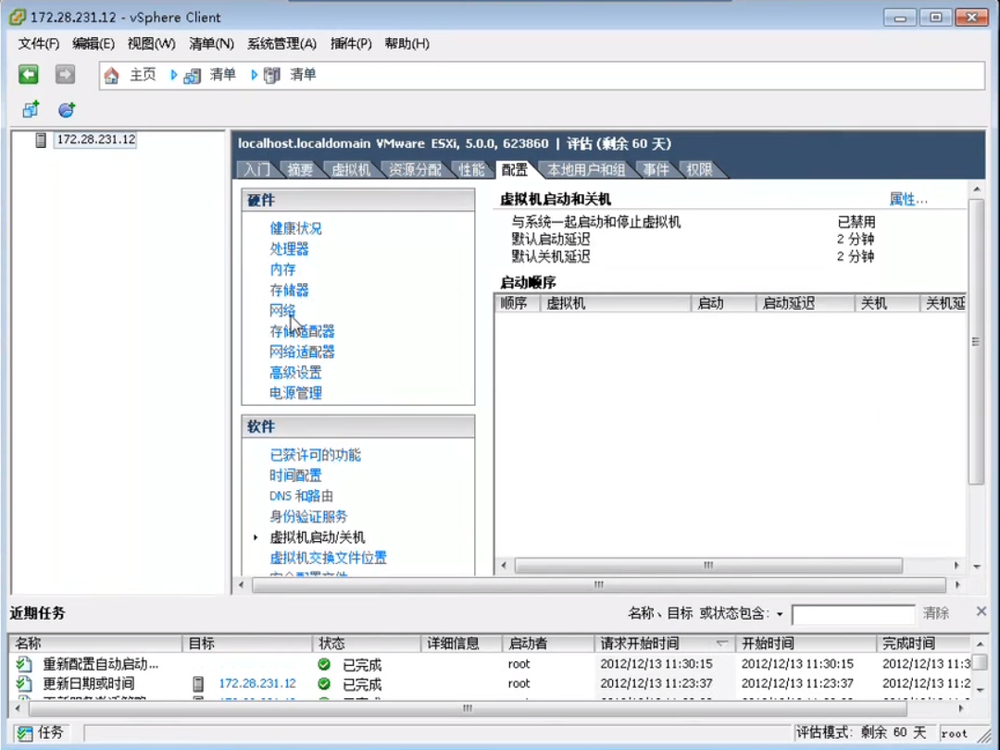 172.28.231.12 - vSphere Client
文件(F) 编辑(E) 视图(W) 清单(N) 系统管理(A) 插件(P) 帮助(H)
主页 清单 清单
172.28.231.12
localhost.localdomain VMware ESXi, 5.0.0, 623860 | 评估 (剩余 60 天)
入门 摘要 虚拟机 资源分配 性能 配置 本地用户和组 事件 权限
硬件
健康状况
处理器
内存
存储器
网络
存储适配器
网络适配器
高级设置
电源管理
软件
已获许可的功能
时间配置
DNS 和路由
身份验证服务
虚拟机启动/关机
虚拟机交换文件位置
虚拟机启动和关机 属性...
与系统一起启动和停止虚拟机 已禁用
默认启动延迟 2 分钟
默认关机延迟 2 分钟
启动顺序
顺序 虚拟机 启动 启动延迟 关机 关机延
近期任务 名称、目标 或状态包含: 清除
名称 目标 状态 详细信息 启动者 请求开始时间 开始时间 完成时间
重新配置自动启动... 已完成 root 2012/12/13 11:30:15 2012/12/13 11:30:15 2012/12/13 11:3
更新日期或时间 172.28.231.12 已完成 root 2012/12/13 11:23:37 2012/12/13 11:23:37 2012/12/13 11:2
任务 评估模式: 剩余 60 天 root